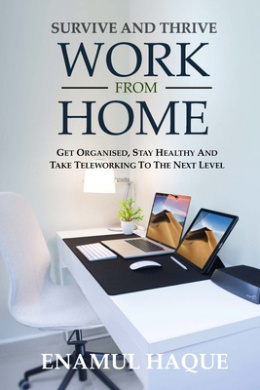 SURVIVE AND THRIVE
WORK
FROM
HOME
GET ORGANISED, STAY HEALTHY AND
TAKE TELEWORKING TO THE NEXT LEVEL
ENAMUL HAQUE